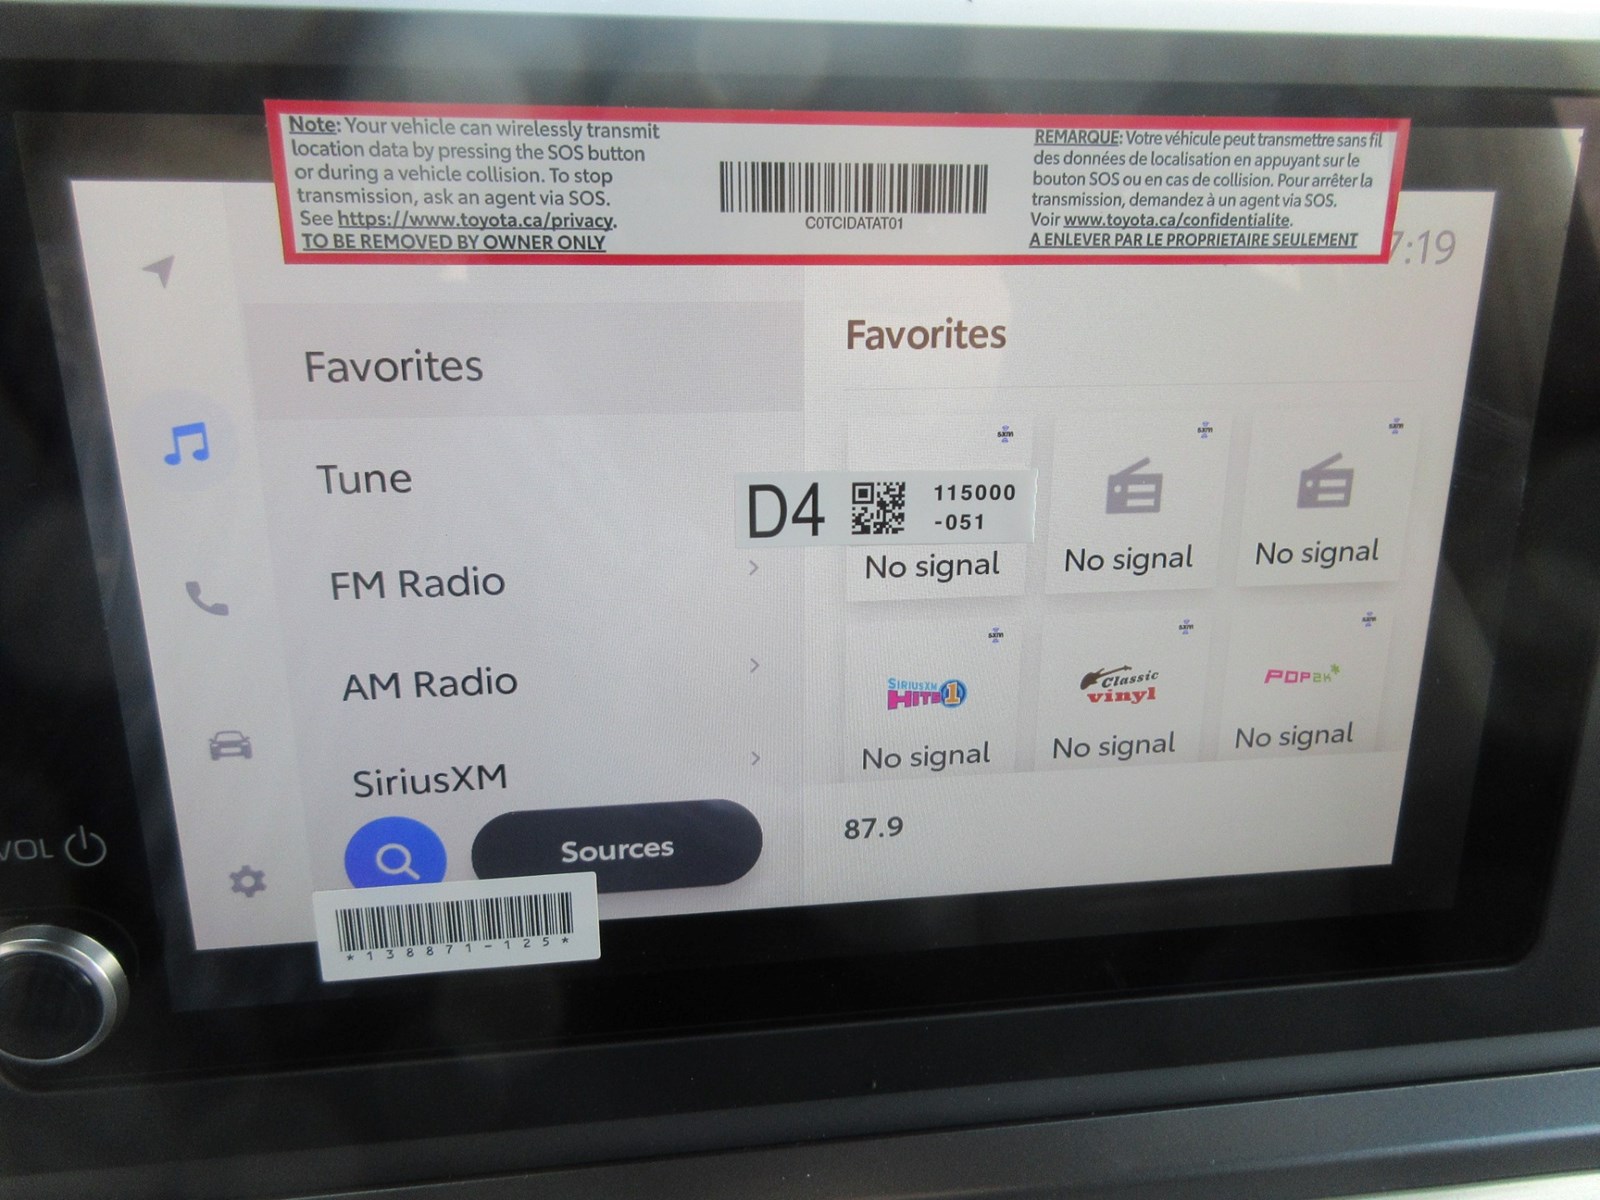 Note: Your vehicle can wirelessly transmit
location data by pressing the SOS button
or during a vehicle collision. To stop
transmission, ask an agent via SOS.
See https://www.toyota.ca/privacy.
TO BE REMOVED BY OWNER ONLY
C0TCIDATAT01
REMARQUE: Votre véhicule peut transmettre sans fil
des données de localisation en appuyant sur le
bouton SOS ou en cas de collision. Pour arrêter la
transmission, demandez à un agent via SOS.
Voir www.toyota.ca/confidentialite.
A ENLEVER PAR LE PROPRIETAIRE SEULEMENT
7:19
Favorites
Tune
FM Radio
AM Radio
SiriusXM
Sources
Favorites
sxm
sxm
sxm
D4
115000
-051
No signal
No signal
No signal
sxm
sxm
sxm
SIRIUSXM
HITS 1
Classic
vinyl
POP2K
No signal
No signal
No signal
87.9
VOL
*138871-125*